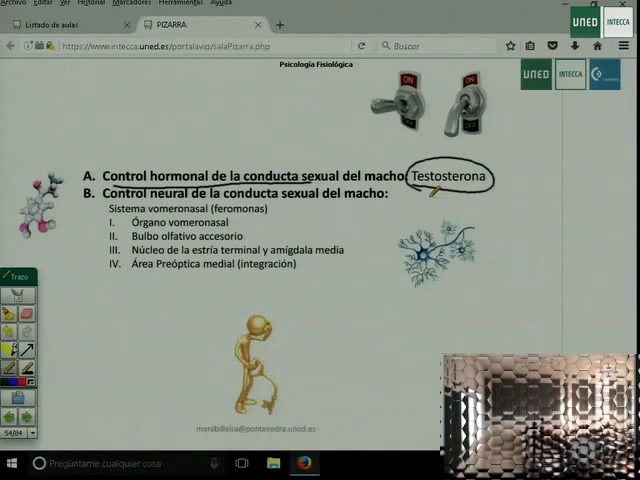 Archivo Editar Ver Historial Marcadores Herramientas Ayuda
Listado de aulas
PIZARRA
https://www.intecca.uned.es/portalavip/salaPizarra.php
Buscar
UNED
INTECCA
Psicología Fisiológica
UNED
INTECCA
ON
OFF
ON
OFF
A. Control hormonal de la conducta sexual del macho: Testosterona
B. Control neural de la conducta sexual del macho:
Sistema vomeronasal (feromonas)
I. Órgano vomeronasal
II. Bulbo olfativo accesorio
III. Núcleo de la estría terminal y amígdala media
IV. Área Preóptica medial (integración)
Trazo
54/84
marabilleira@pontevedra.uned.es
Pregúntame cualquier cosa